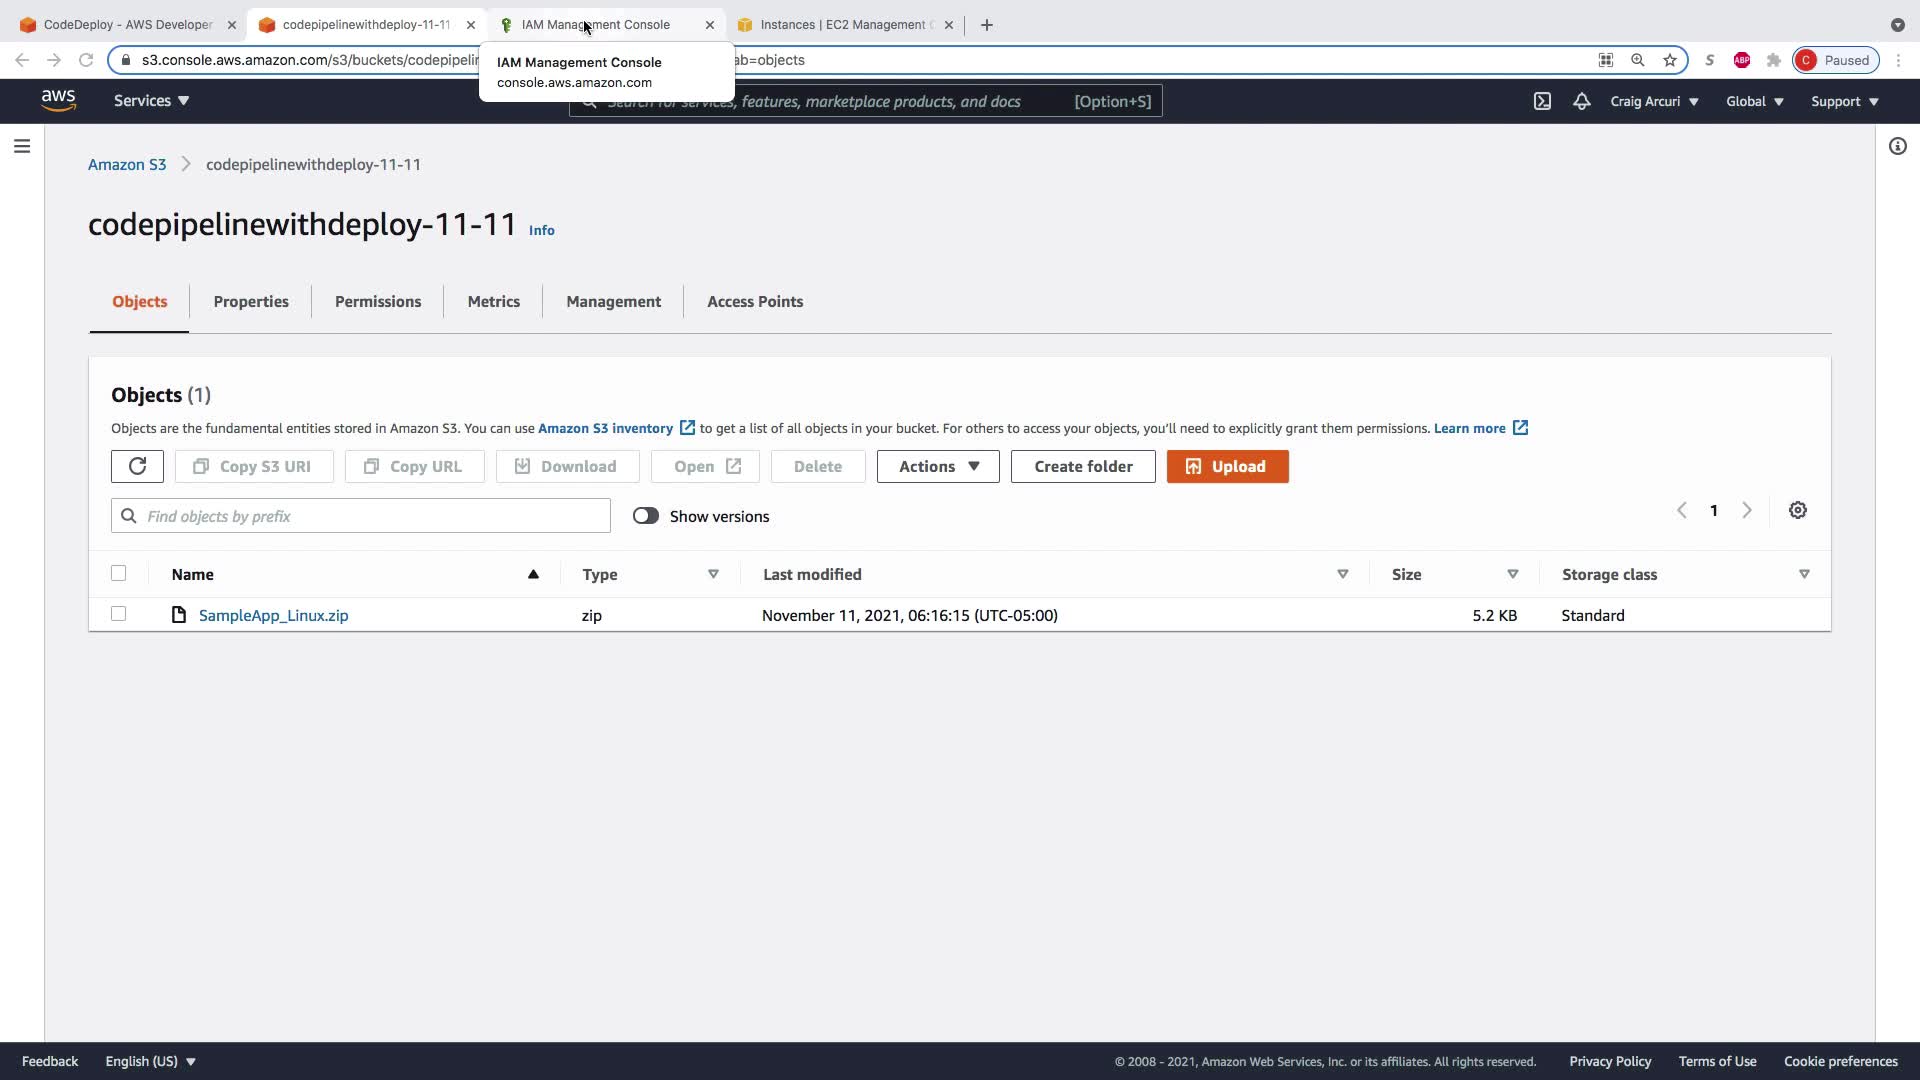 CodeDeploy - AWS Developer
codepipelinewithdeploy-11-11
IAM Management Console
Instances | EC2 Management C
s3.console.aws.amazon.com/s3/buckets/codepipelin
ab=objects
ABP
C Paused
IAM Management Console
console.aws.amazon.com
aws
Services
Search for services, features, marketplace products, and docs [Option+S]
Craig Arcuri
Global
Support
Amazon S3 > codepipelinewithdeploy-11-11
codepipelinewithdeploy-11-11 Info
Objects
Properties
Permissions
Metrics
Management
Access Points
Objects (1)
Objects are the fundamental entities stored in Amazon S3. You can use Amazon S3 inventory to get a list of all objects in your bucket. For others to access your objects, you'll need to explicitly grant them permissions. Learn more
Copy S3 URI
Copy URL
Download
Open
Delete
Actions
Create folder
Upload
Find objects by prefix
Show versions
1
Name Type Last modified Size Storage class
SampleApp_Linux.zip zip November 11, 2021, 06:16:15 (UTC-05:00) 5.2 KB Standard
Feedback
English (US)
© 2008 - 2021, Amazon Web Services, Inc. or its affiliates. All rights reserved.
Privacy Policy
Terms of Use
Cookie preferences